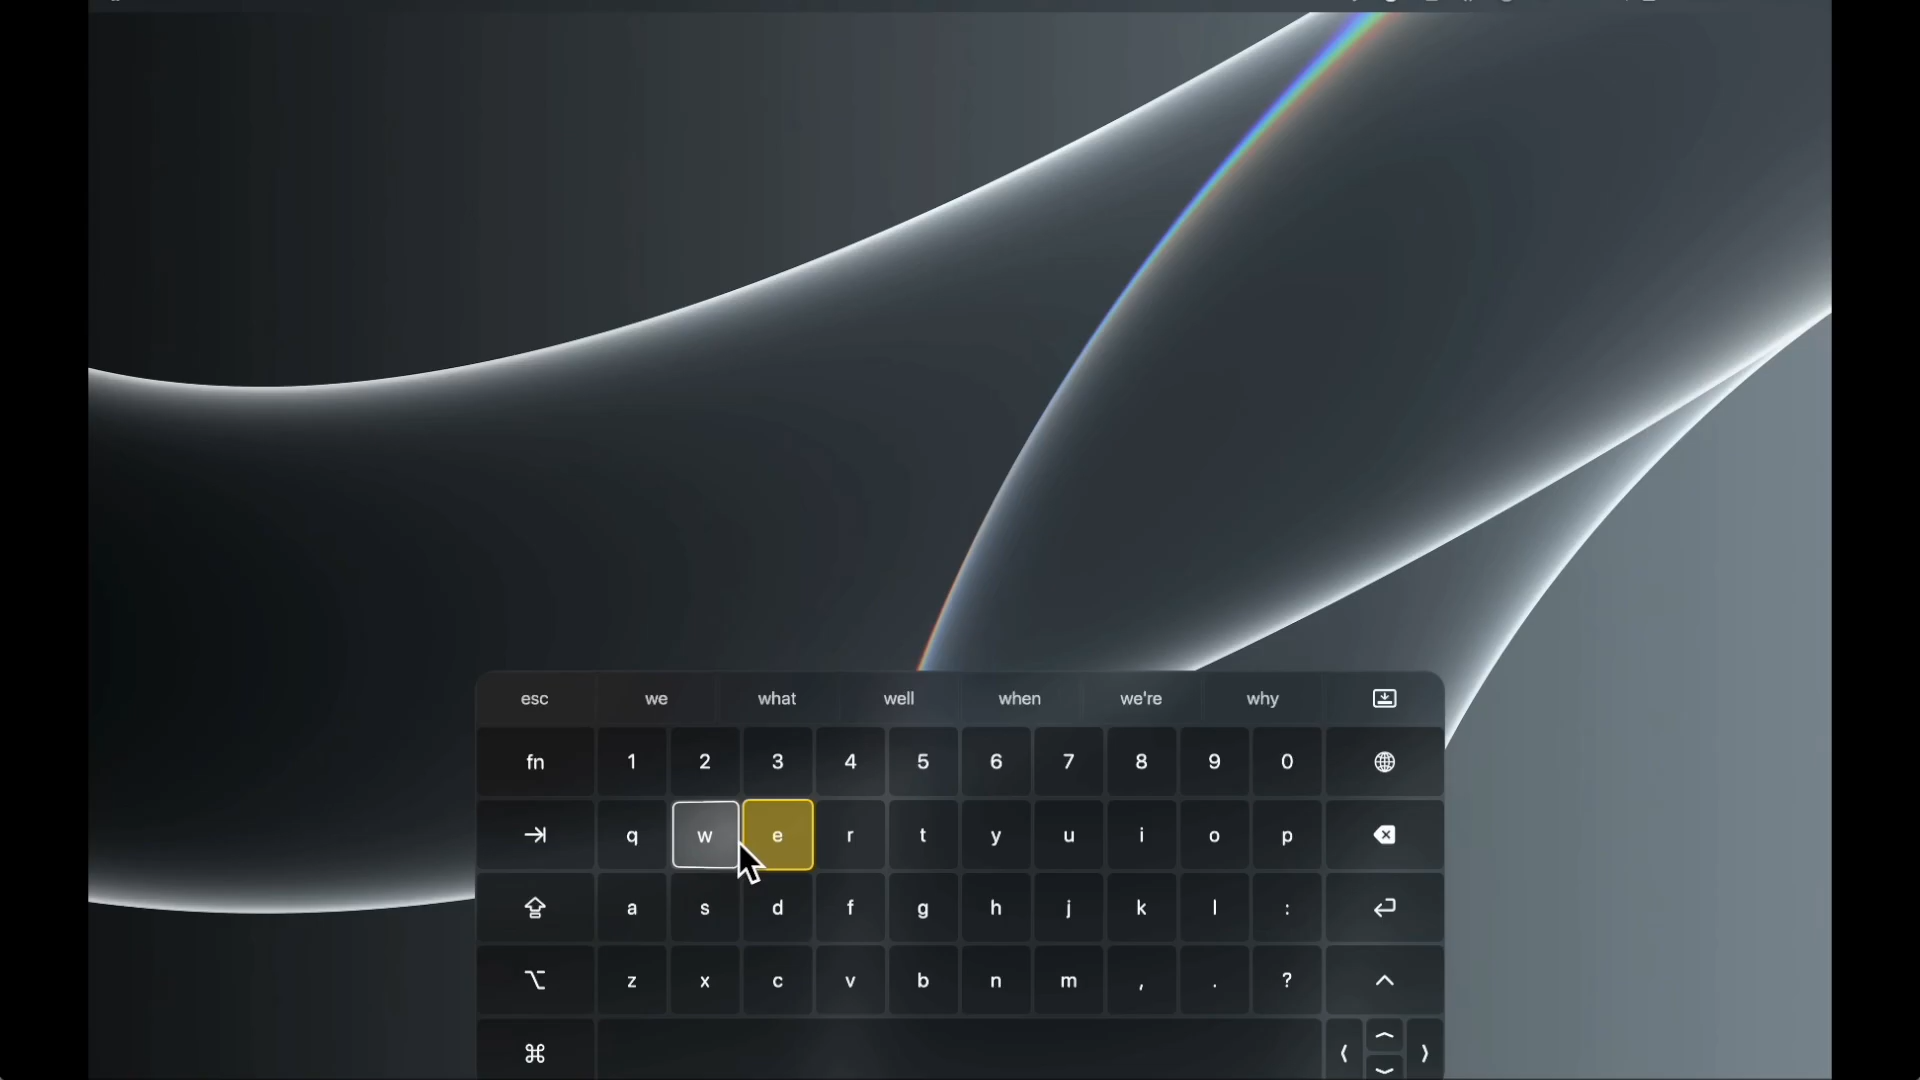 esc we what well when we're why
fn 1 2 3 4 5 6 7 8 9 0
q w e r t y u i o p
a s d f g h j k l :
z x c v b n m , . ?
⌘